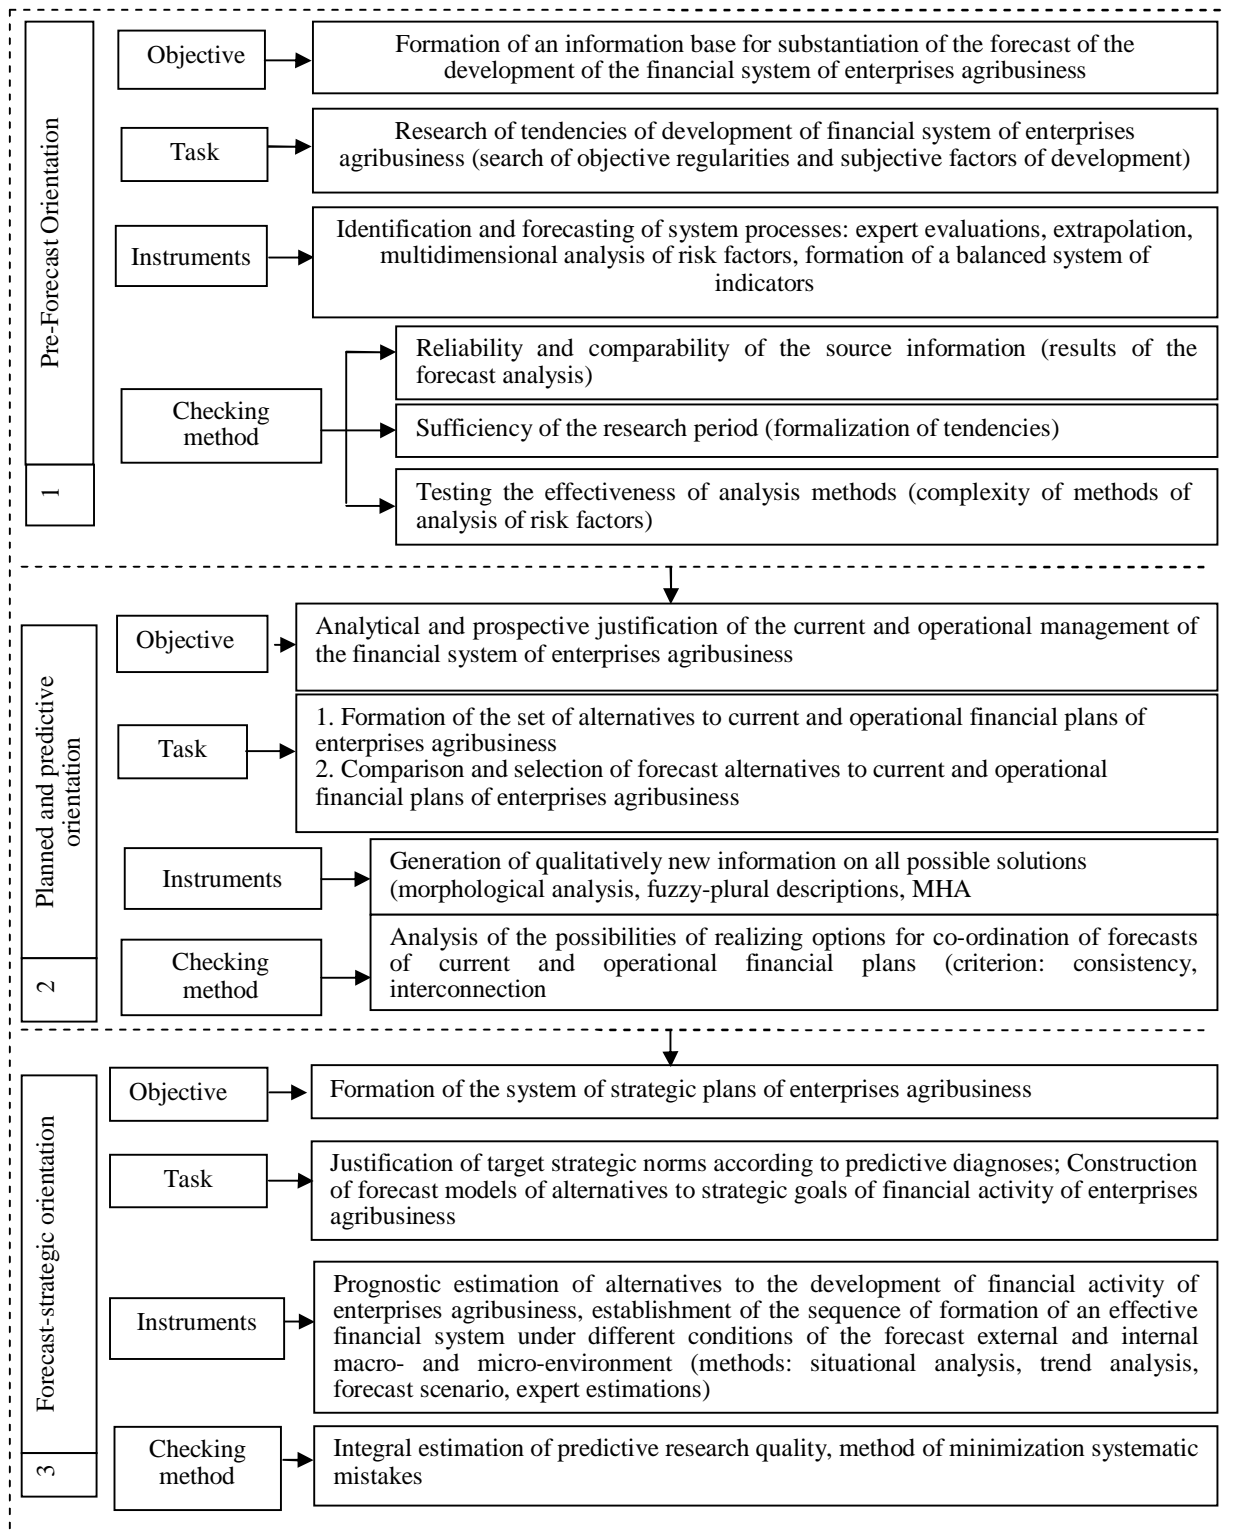 Pre-Forecast Orientation
1
Objective
Formation of an information base for substantiation of the forecast of the
development of the financial system of enterprises agribusiness
Task
Research of tendencies of development of financial system of enterprises
agribusiness (search of objective regularities and subjective factors of development)
Instruments
Identification and forecasting of system processes: expert evaluations, extrapolation,
multidimensional analysis of risk factors, formation of a balanced system of
indicators
Checking
method
Reliability and comparability of the source information (results of the
forecast analysis)
Sufficiency of the research period (formalization of tendencies)
Testing the effectiveness of analysis methods (complexity of methods of
analysis of risk factors)
Planned and predictive
orientation
2
Objective
Analytical and prospective justification of the current and operational management of
the financial system of enterprises agribusiness
Task
1. Formation of the set of alternatives to current and operational financial plans of
enterprises agribusiness
2. Comparison and selection of forecast alternatives to current and operational
financial plans of enterprises agribusiness
Instruments
Generation of qualitatively new information on all possible solutions
(morphological analysis, fuzzy-plural descriptions, MHA
Checking
method
Analysis of the possibilities of realizing options for co-ordination of forecasts
of current and operational financial plans (criterion: consistency,
interconnection
Forecast-strategic orientation
3
Objective
Formation of the system of strategic plans of enterprises agribusiness
Task
Justification of target strategic norms according to predictive diagnoses; Construction
of forecast models of alternatives to strategic goals of financial activity of enterprises
agribusiness
Instruments
Prognostic estimation of alternatives to the development of financial activity of
enterprises agribusiness, establishment of the sequence of formation of an effective
financial system under different conditions of the forecast external and internal
macro- and micro-environment (methods: situational analysis, trend analysis,
forecast scenario, expert estimations)
Checking
method
Integral estimation of predictive research quality, method of minimization systematic
mistakes